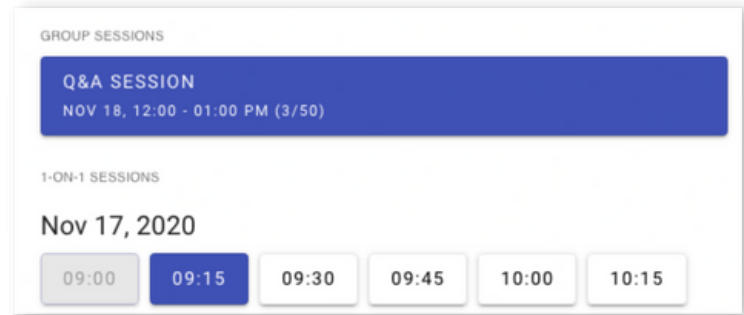 GROUP SESSIONS
Q&A SESSION
NOV 18, 12:00 - 01:00 PM (3/50)
1-ON-1 SESSIONS
Nov 17, 2020
09:00 09:15 09:30 09:45 10:00 10:15